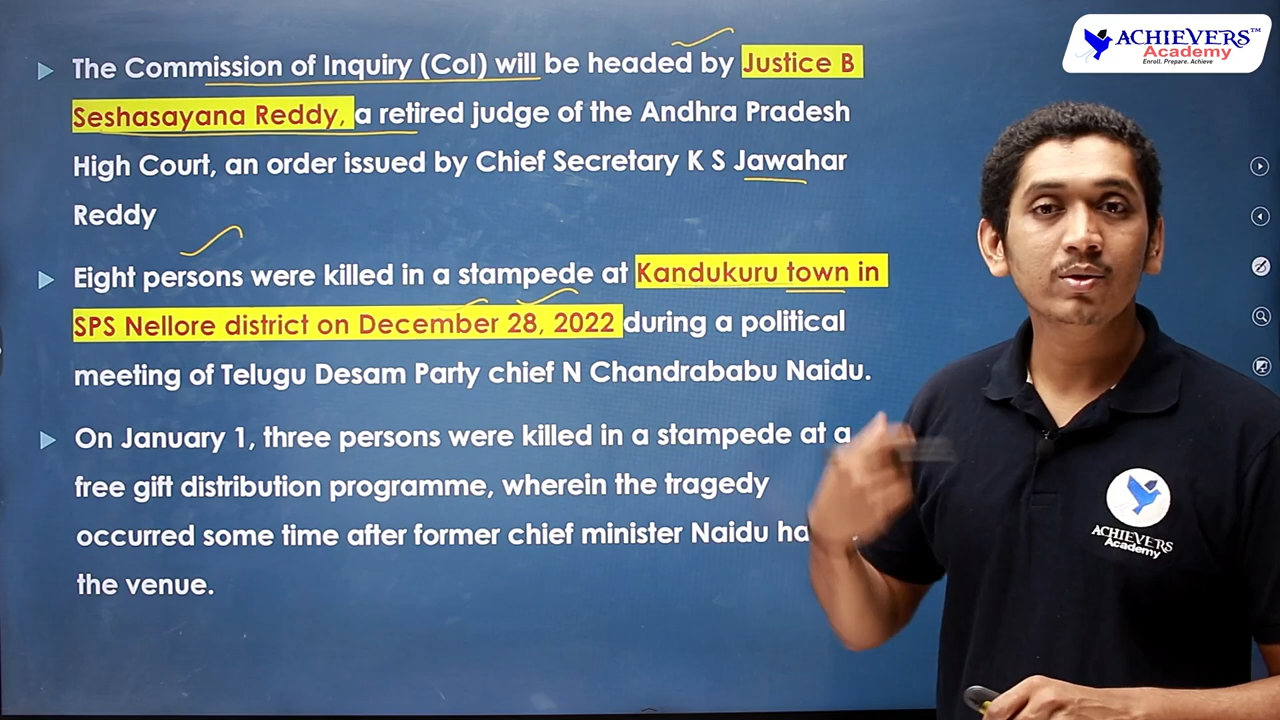 ACHIEVERS™
Academy
Enroll. Prepare. Achieve
The Commission of Inquiry (CoI) will be headed by Justice B
Seshasayana Reddy, a retired judge of the Andhra Pradesh
High Court, an order issued by Chief Secretary K S Jawahar
Reddy
Eight persons were killed in a stampede at Kandukuru town in
SPS Nellore district on December 28, 2022 during a political
meeting of Telugu Desam Party chief N Chandrababu Naidu.
On January 1, three persons were killed in a stampede at a
free gift distribution programme, wherein the tragedy
occurred some time after former chief minister Naidu
the venue.
ACHIEVERS
Academy